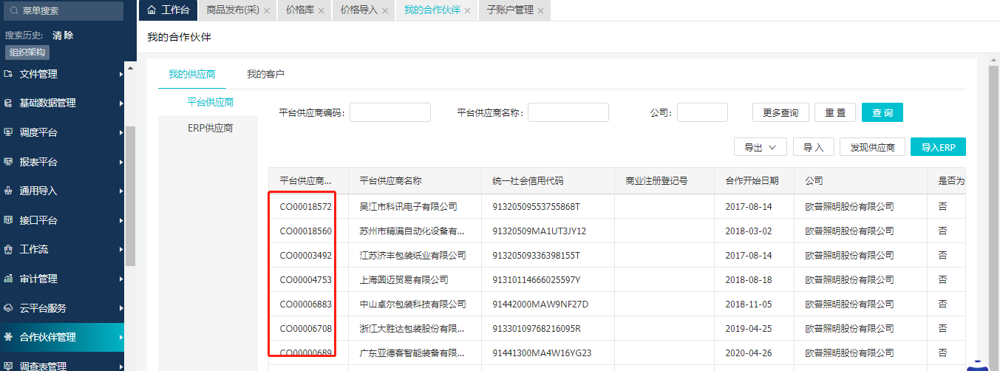 菜单搜索
搜索历史: 清 除
组织架构
文件管理
基础数据管理
调度平台
报表平台
通用导入
接口平台
工作流
审计管理
云平台服务
合作伙伴管理
调查表管理
工作台 商品发布(采) 价格库 价格导入 我的合作伙伴 子账户管理
我的合作伙伴
我的供应商 我的客户
平台供应商
ERP供应商
平台供应商编码: 平台供应商名称: 公司: 更多查询 重 置 查 询
导出 导 入 发现供应商 导入ERP
平台供应商... 平台供应商名称 统一社会信用代码 商业注册登记号 合作开始日期 公司 是否为
CO00018572 吴江市科讯电子有限公司 91320509553755868T 2017-08-14 欧普照明股份有限公司 否
CO00018560 苏州市精满自动化设备有... 91320509MA1UT3JY12 2018-03-02 欧普照明股份有限公司 否
CO00003492 江苏济丰包装纸业有限公司 91320509336398155T 2017-08-14 欧普照明股份有限公司 否
CO00004753 上海圆迈贸易有限公司 91310114666025597Y 2018-08-18 欧普照明股份有限公司 否
CO00006883 中山卓尔包装科技有限公司 91442000MAW9NF27D 2018-11-05 欧普照明股份有限公司 否
CO00006708 浙江大胜达包装股份有限... 91330109768216095R 2019-04-25 欧普照明股份有限公司 否
CO00000689 广东亚德客智能装备有限... 91441300MA4W16YG23 2020-04-26 欧普照明股份有限公司 否